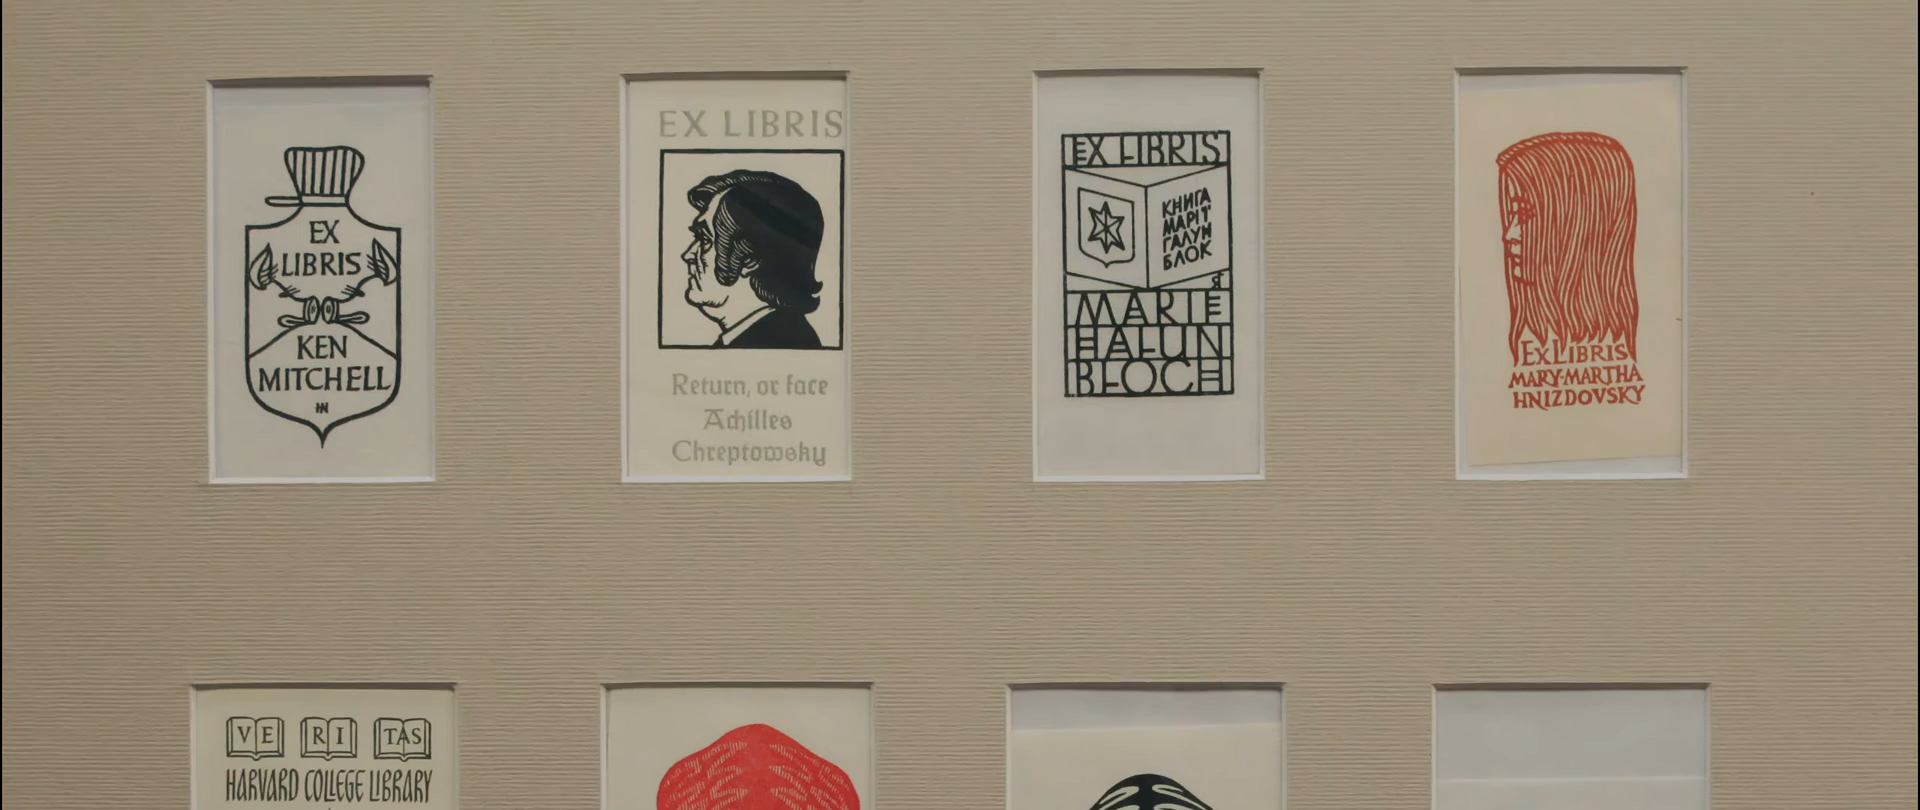 EX
LIBRIS
KEN
MITCHELL
EX LIBRIS
Return, or face
Achilles
Chreptowsky
EX LIBRIS
КНИГА
МАРІЇ
ГАЛУН
БЛОК
MARIE
HALUN
BLOCH
EX LIBRIS
MARY-MARTHA
HNIZDOVSKY
VE RI TAS
HARVARD COLLEGE LIBRARY